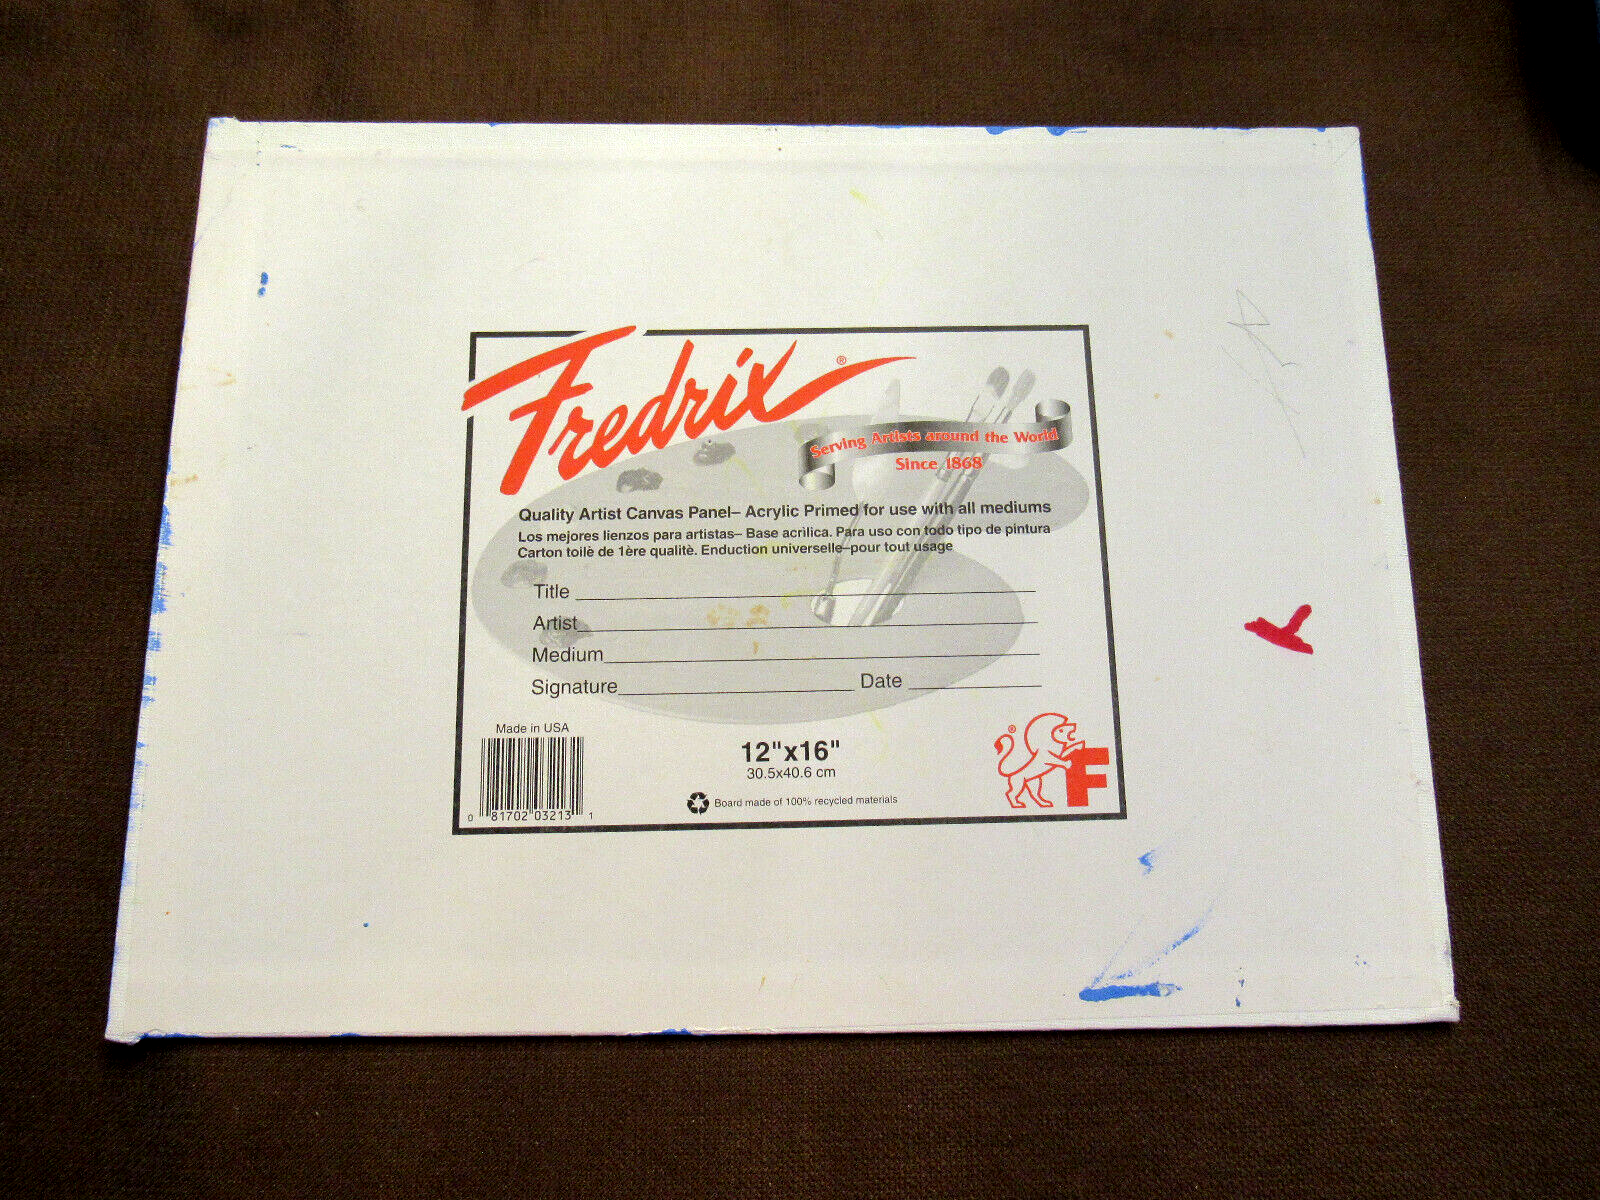 Fredrix®
Serving Artists around the World
Since 1868
Quality Artist Canvas Panel– Acrylic Primed for use with all mediums
Los mejores lienzos para artistas– Base acrilica. Para uso con todo tipo de pintura
Carton toilè de 1ère qualitè. Enduction universelle–pour tout usage
Title
Artist
Medium
Signature Date
Made in USA
0 81702 03213 1
12"x16"
30.5x40.6 cm
Board made of 100% recycled materials
® F